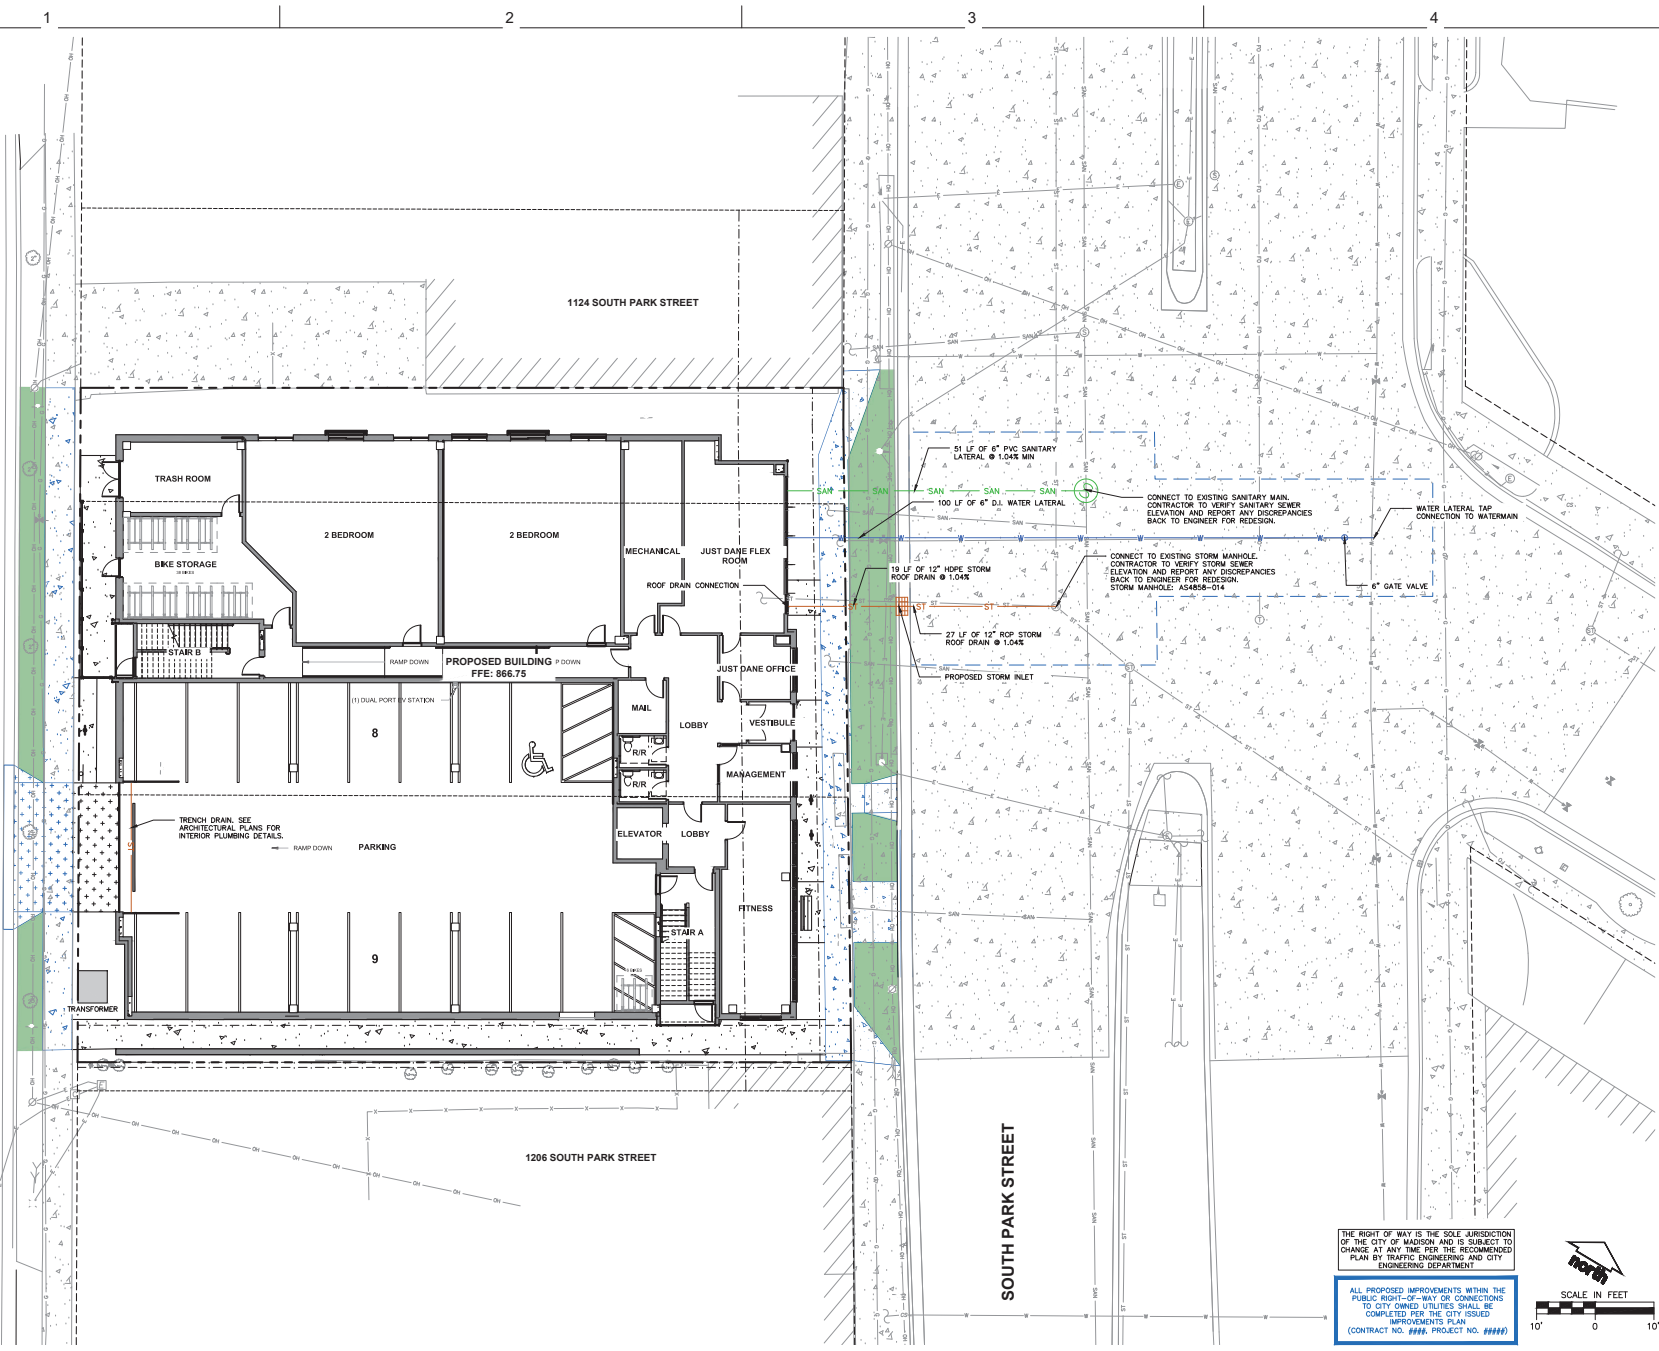 1
2
3
4
1124 SOUTH PARK STREET
51 LF OF 6" PVC SANITARY
LATERAL @ 1.04% MIN
100 LF OF 6" D.I. WATER LATERAL
CONNECT TO EXISTING SANITARY MAIN.
CONTRACTOR TO VERIFY SANITARY SEWER
ELEVATION AND REPORT ANY DISCREPANCIES
BACK TO ENGINEER FOR REDESIGN.
WATER LATERAL TAP
CONNECTION TO WATERMAIN
CONNECT TO EXISTING STORM MANHOLE.
CONTRACTOR TO VERIFY STORM SEWER
ELEVATION AND REPORT ANY DISCREPANCIES
BACK TO ENGINEER FOR REDESIGN.
STORM MANHOLE: AS4858-014
6" GATE VALVE
19 LF OF 12" HDPE STORM
ROOF DRAIN @ 1.04%
27 LF OF 12" RCP STORM
ROOF DRAIN @ 1.04%
PROPOSED STORM INLET
SAN SAN SAN SAN SAN
ST ST ST
TRASH ROOM
2 BEDROOM
2 BEDROOM
MECHANICAL
JUST DANE FLEX
ROOM
BIKE STORAGE
ROOF DRAIN CONNECTION
STAIR B
RAMP DOWN
PROPOSED BUILDING
FFE: 866.75
P DOWN
JUST DANE OFFICE
(1) DUAL PORT EV STATION
MAIL
LOBBY
VESTIBULE
8
R/R
R/R
MANAGEMENT
TRENCH DRAIN. SEE
ARCHITECTURAL PLANS FOR
INTERIOR PLUMBING DETAILS.
RAMP DOWN
PARKING
ELEVATOR
LOBBY
FITNESS
STAIR A
9
TRANSFORMER
1206 SOUTH PARK STREET
SOUTH PARK STREET
THE RIGHT OF WAY IS THE SOLE JURISDICTION
OF THE CITY OF MADISON AND IS SUBJECT TO
CHANGE AT ANY TIME PER THE RECOMMENDED
PLAN BY TRAFFIC ENGINEERING AND CITY
ENGINEERING DEPARTMENT
ALL PROPOSED IMPROVEMENTS WITHIN THE
PUBLIC RIGHT-OF-WAY OR CONNECTIONS
TO CITY OWNED UTILITIES SHALL BE
COMPLETED PER THE CITY ISSUED
IMPROVEMENTS PLAN
(CONTRACT NO. ####, PROJECT NO. #####)
north
SCALE IN FEET
10' 0 10'